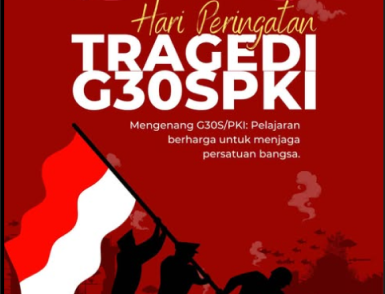 Hari Peringatan
TRAGEDI
G30SPKI
Mengenang G30S/PKI: Pelajaran
berharga untuk menjaga
persatuan bangsa.